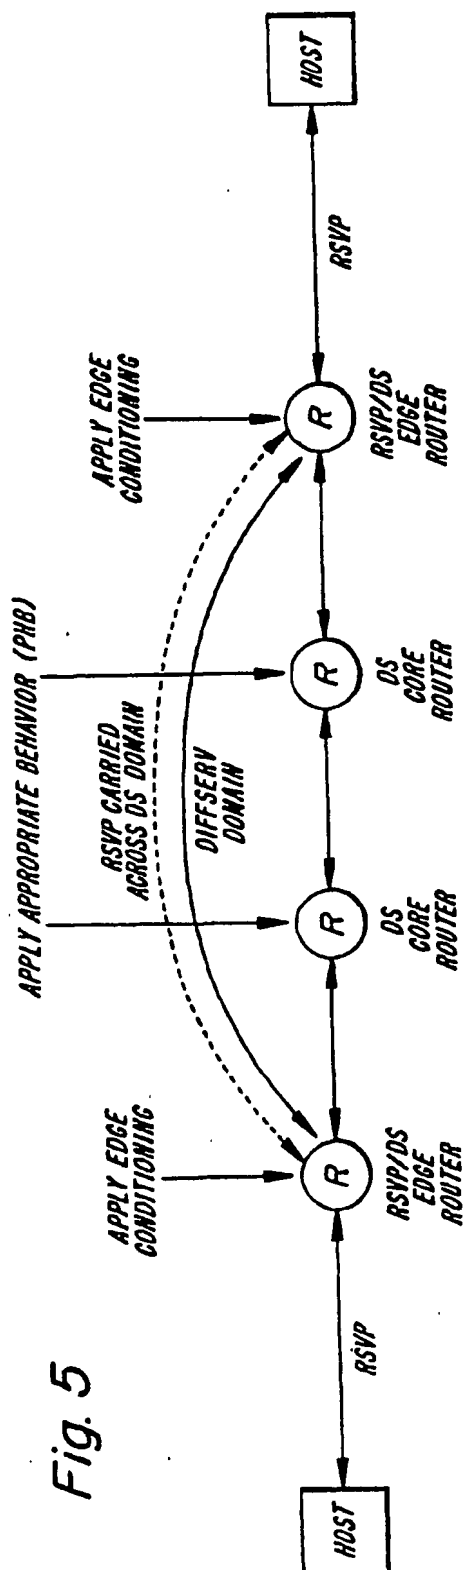 Fig. 5
APPLY APPROPRIATE BEHAVIOR (PHB)
APPLY EDGE
CONDITIONING
RSVP CARRIED
ACROSS DS DOMAIN
APPLY EDGE
CONDITIONING
DIFFSERV
DOMAIN
HOST
RSVP
R
R
R
R
RSVP
HOST
RSVP/DS
EDGE
ROUTER
DS
CORE
ROUTER
DS
CORE
ROUTER
RSVP/DS
EDGE
ROUTER